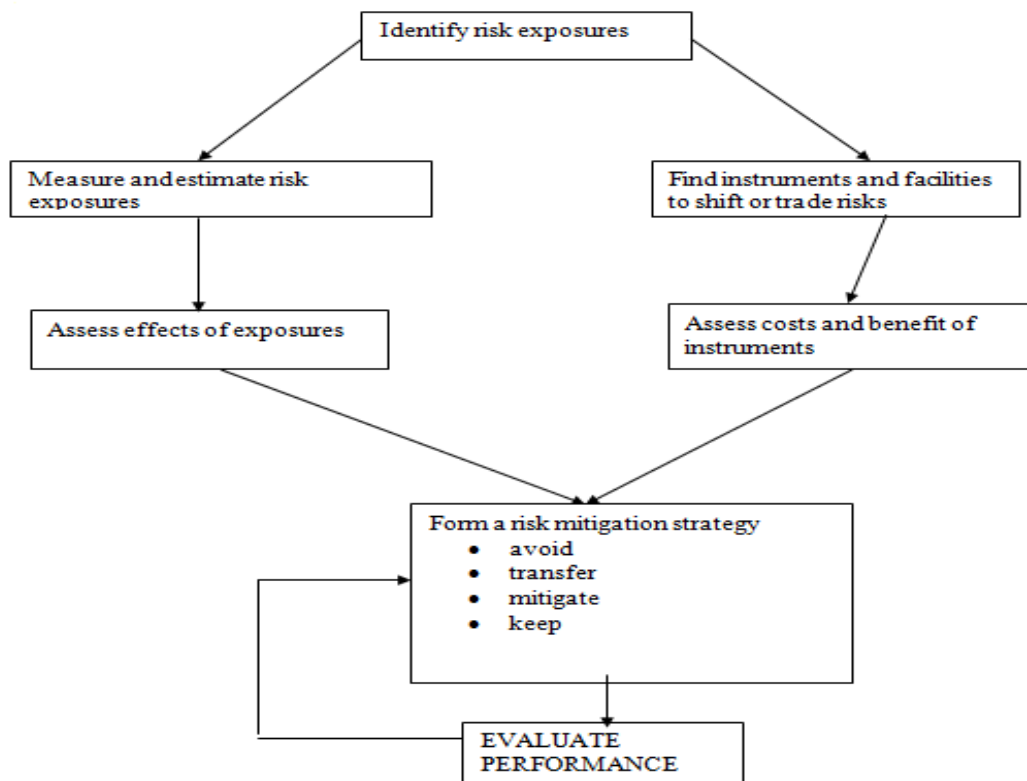 Identify risk exposures
Measure and estimate risk
exposures
Find instruments and facilities
to shift or trade risks
Assess effects of exposures
Assess costs and benefit of
instruments
Form a risk mitigation strategy
• avoid
• transfer
• mitigate
• keep
EVALUATE
PERFORMANCE